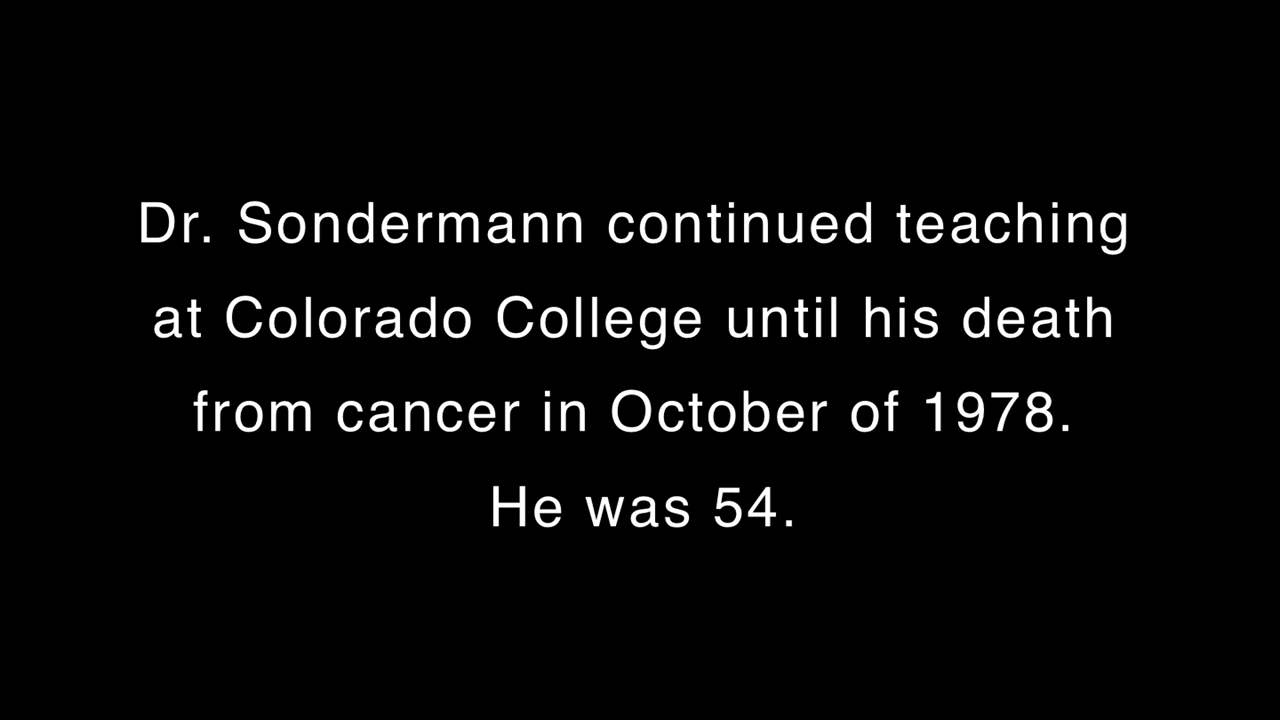 Dr. Sondermann continued teaching
at Colorado College until his death
from cancer in October of 1978.
He was 54.